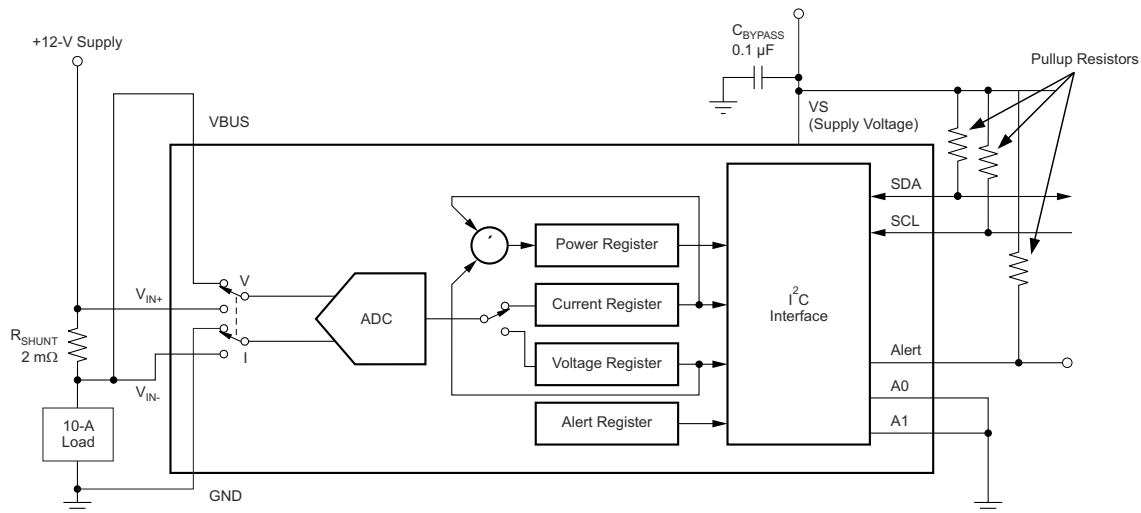 +12-V Supply
C_BYPASS
0.1 µF
Pullup Resistors
VBUS
VS
(Supply Voltage)
SDA
SCL
Power Register
V
V_IN+
ADC
Current Register
I²C
Interface
R_SHUNT
2 mΩ
I
Voltage Register
Alert
V_IN-
A0
10-A
Load
Alert Register
A1
GND